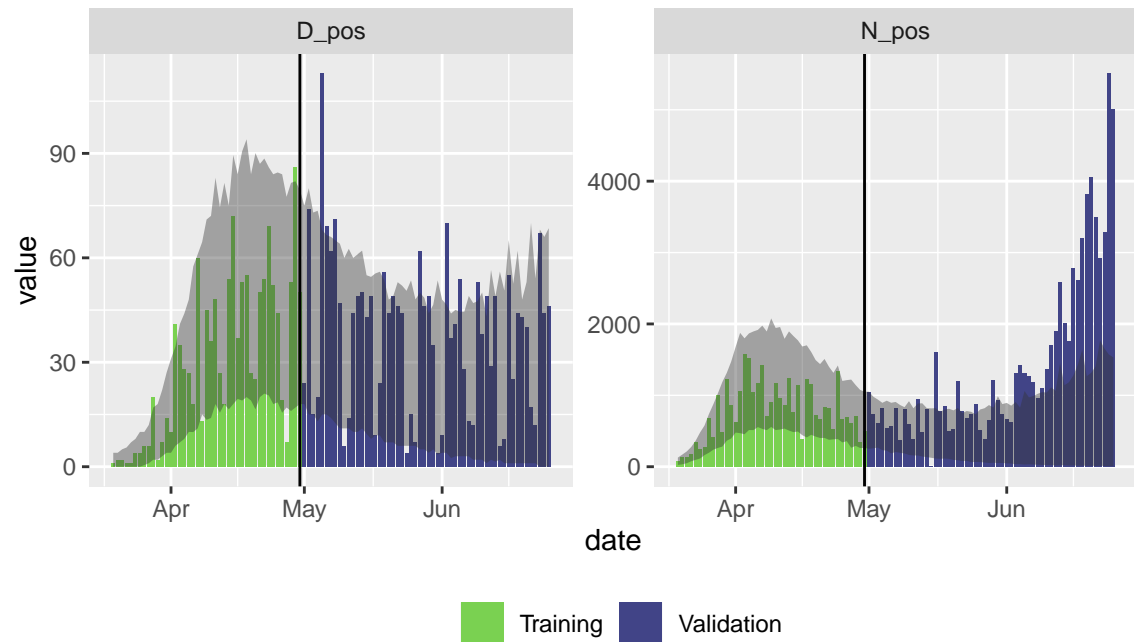 D_pos
N_pos
value
90
60
30
0
4000
2000
0
Apr
May
Jun
Apr
May
Jun
date
Training
Validation